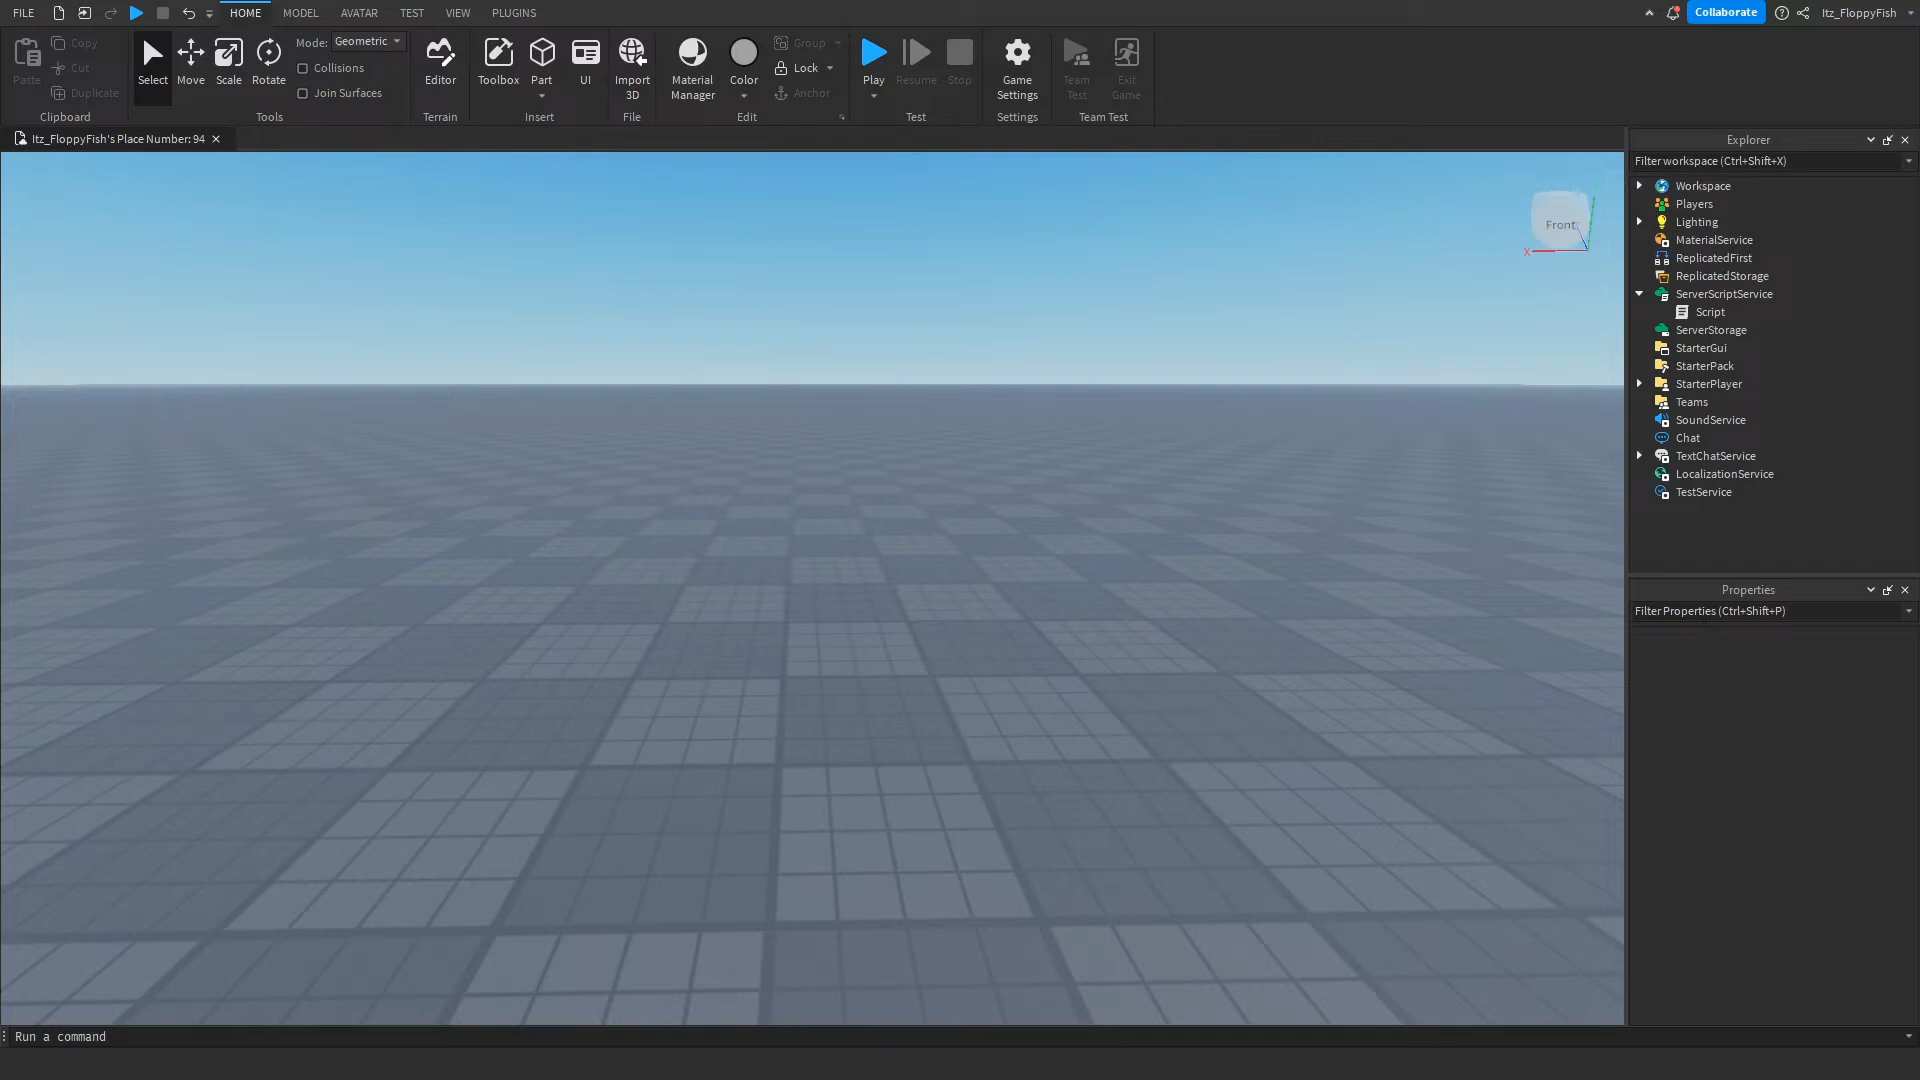 FILE HOME MODEL AVATAR TEST VIEW PLUGINS Collaborate Itz_FloppyFish
Paste Copy Cut Duplicate
Clipboard
Select Move Scale Rotate
Mode: Geometric
Collisions
Join Surfaces
Tools
Editor
Terrain
Toolbox Part UI
Insert
Import 3D
File
Material Manager Color
Group
Lock
Anchor
Edit
Play Resume Stop
Test
Game Settings
Settings
Team Test Exit Game
Team Test
Itz_FloppyFish's Place Number: 94
Front
X
Explorer
Filter workspace (Ctrl+Shift+X)
Workspace
Players
Lighting
MaterialService
ReplicatedFirst
ReplicatedStorage
ServerScriptService
Script
ServerStorage
StarterGui
StarterPack
StarterPlayer
Teams
SoundService
Chat
TextChatService
LocalizationService
TestService
Properties
Filter Properties (Ctrl+Shift+P)
Run a command